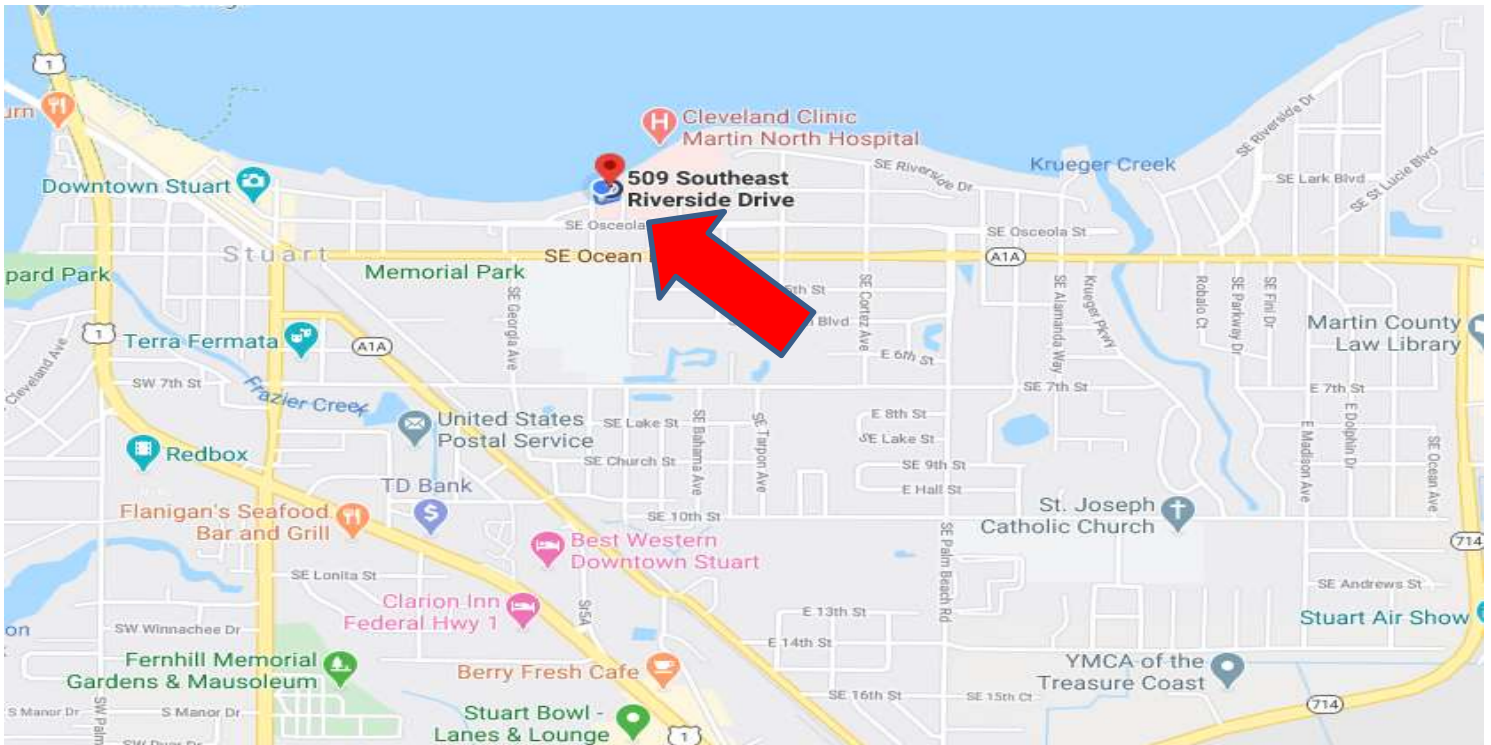 1
urn
Cleveland Clinic
Martin North Hospital
SE Riverside Dr
SE Riverside Dr
Krueger Creek
SE Lark Blvd
SE St Lucie Blvd
Downtown Stuart
509 Southeast
Riverside Drive
SE Osceola
SE Osceola St
Stuart
SE Ocean
A1A
pard Park
Memorial Park
5th St
Blvd
SE Georgia Ave
SE Cortez Ave
SE Alamanda Way
Krueger Pkwy
Robalo Ct
SE Parkway Dr
SE Fini Dr
Martin County
Law Library
1
Terra Fermata
A1A
E 6th St
Cleveland Ave
SW 7th St
SE 7th St
E 7th St
Frazier Creek
United States
Postal Service
SE Lake St
SE Bahama Ave
SE Tarpon Ave
E 8th St
SE Lake St
E Madison Ave
E Dolphin Dr
SE Ocean Ave
Redbox
SE Church St
SE 9th St
TD Bank
E Hall St
Flanigan's Seafood
Bar and Grill
SE 10th St
St. Joseph
Catholic Church
714
Best Western
Downtown Stuart
SE Palm Beach Rd
SE Lonita St
SE Andrews St
Clarion Inn
Federal Hwy 1
Sr5A
E 13th St
Stuart Air Show
on
SW Winnachee Dr
E 14th St
Fernhill Memorial
Gardens & Mausoleum
Berry Fresh Cafe
YMCA of the
Treasure Coast
SE 16th St
SE 15th Ct
714
S Manor Dr
S Manor Dr
SW Palm
Stuart Bowl -
Lanes & Lounge
1